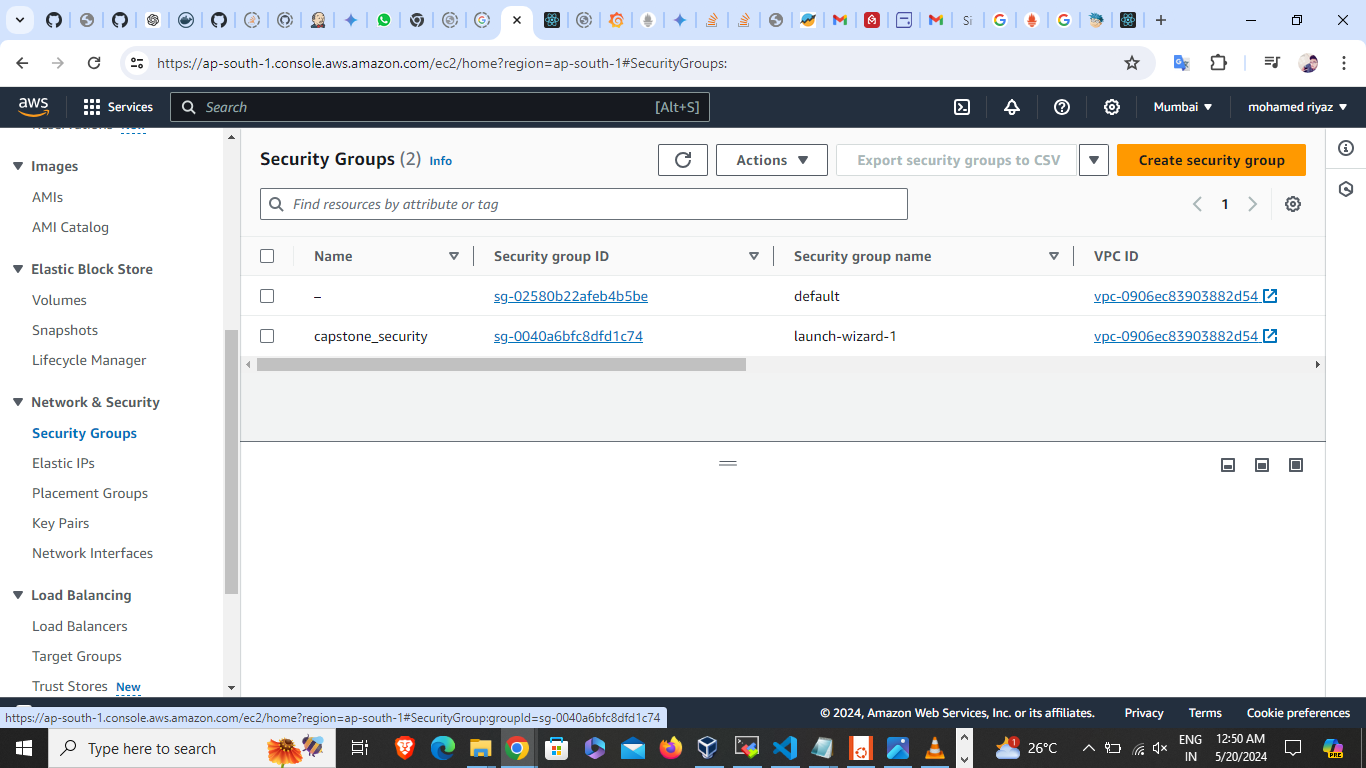 https://ap-south-1.console.aws.amazon.com/ec2/home?region=ap-south-1#SecurityGroups:
aws
Services
Search
[Alt+S]
Mumbai
mohamed riyaz
Reservations New
Images
AMIs
AMI Catalog
Elastic Block Store
Volumes
Snapshots
Lifecycle Manager
Network & Security
Security Groups
Elastic IPs
Placement Groups
Key Pairs
Network Interfaces
Load Balancing
Load Balancers
Target Groups
Trust Stores New
Security Groups (2) Info
Actions
Export security groups to CSV
Create security group
Find resources by attribute or tag
1
Name Security group ID Security group name VPC ID
– sg-02580b22afeb4b5be default vpc-0906ec83903882d54
capstone_security sg-0040a6bfc8dfd1c74 launch-wizard-1 vpc-0906ec83903882d54
https://ap-south-1.console.aws.amazon.com/ec2/home?region=ap-south-1#SecurityGroup:groupId=sg-0040a6bfc8dfd1c74
© 2024, Amazon Web Services, Inc. or its affiliates. Privacy Terms Cookie preferences
Type here to search
1
26°C
ENG
IN
12:50 AM
5/20/2024
PRE